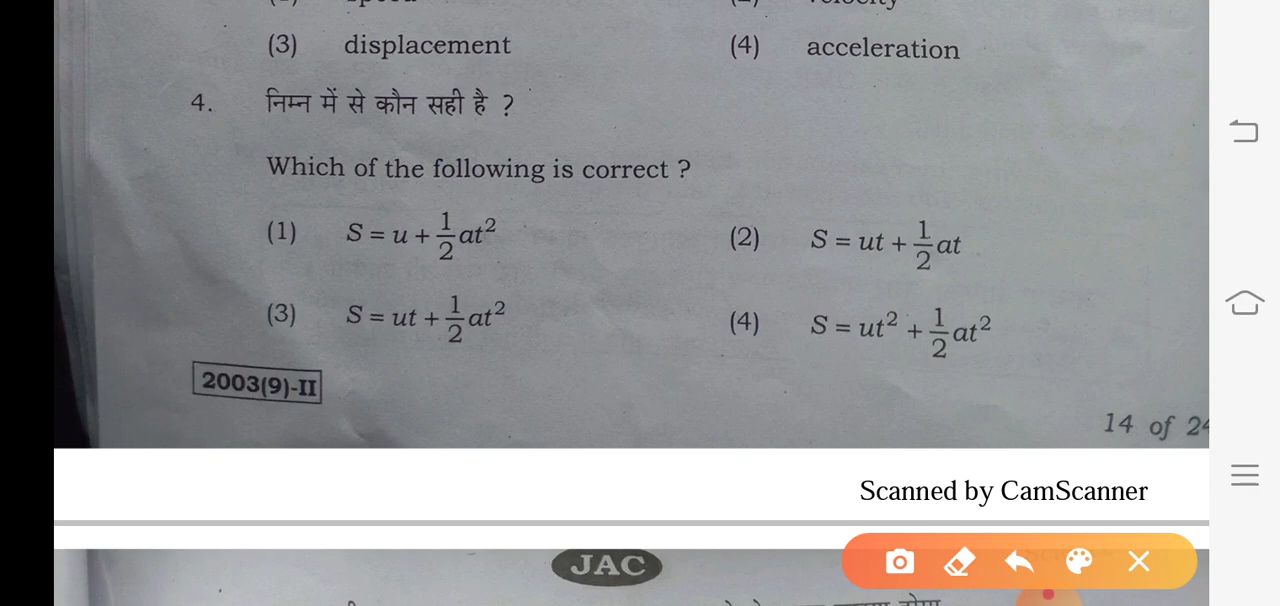 (3) displacement (4) acceleration
4. निम्न में से कौन सही है ?
Which of the following is correct ?
(1) S = u + 1/2 at² (2) S = ut + 1/2 at
(3) S = ut + 1/2 at² (4) S = ut² + 1/2 at²
2003(9)-II
14 of 24
Scanned by CamScanner
JAC